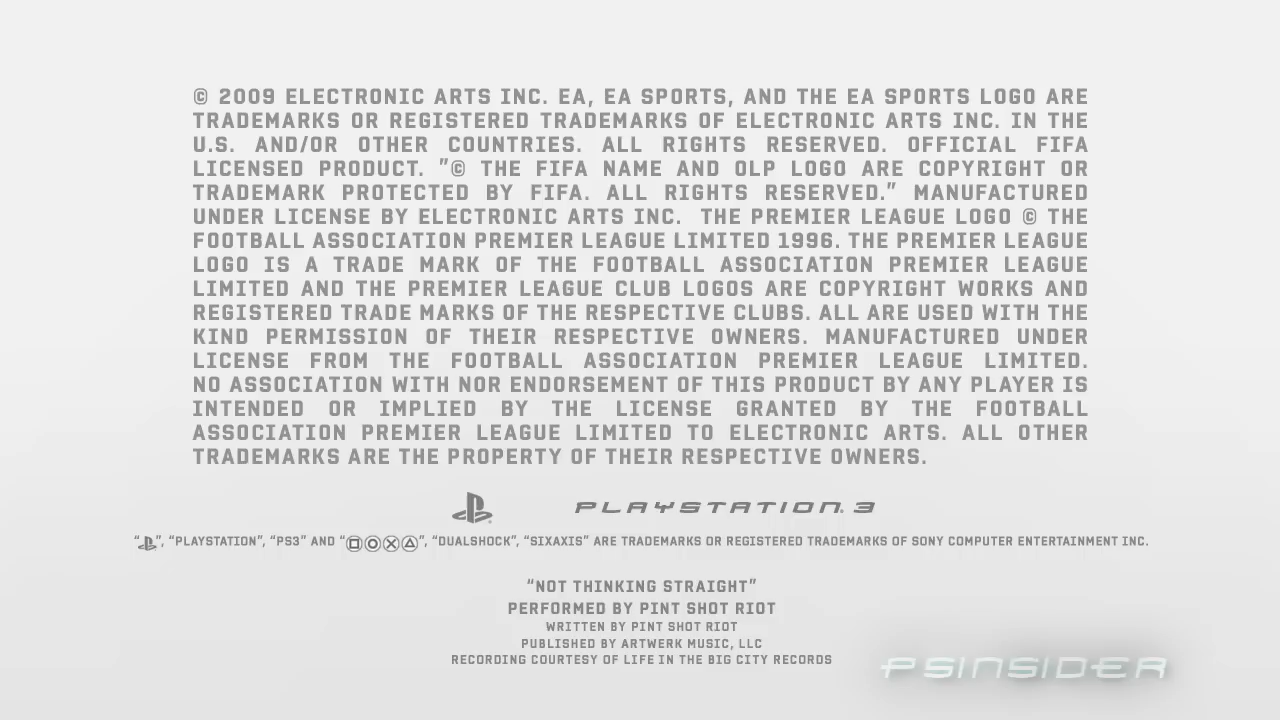 © 2009 ELECTRONIC ARTS INC. EA, EA SPORTS, AND THE EA SPORTS LOGO ARE
TRADEMARKS OR REGISTERED TRADEMARKS OF ELECTRONIC ARTS INC. IN THE
U.S. AND/OR OTHER COUNTRIES. ALL RIGHTS RESERVED. OFFICIAL FIFA
LICENSED PRODUCT. "© THE FIFA NAME AND OLP LOGO ARE COPYRIGHT OR
TRADEMARK PROTECTED BY FIFA. ALL RIGHTS RESERVED." MANUFACTURED
UNDER LICENSE BY ELECTRONIC ARTS INC. THE PREMIER LEAGUE LOGO © THE
FOOTBALL ASSOCIATION PREMIER LEAGUE LIMITED 1996. THE PREMIER LEAGUE
LOGO IS A TRADE MARK OF THE FOOTBALL ASSOCIATION PREMIER LEAGUE
LIMITED AND THE PREMIER LEAGUE CLUB LOGOS ARE COPYRIGHT WORKS AND
REGISTERED TRADE MARKS OF THE RESPECTIVE CLUBS. ALL ARE USED WITH THE
KIND PERMISSION OF THEIR RESPECTIVE OWNERS. MANUFACTURED UNDER
LICENSE FROM THE FOOTBALL ASSOCIATION PREMIER LEAGUE LIMITED.
NO ASSOCIATION WITH NOR ENDORSEMENT OF THIS PRODUCT BY ANY PLAYER IS
INTENDED OR IMPLIED BY THE LICENSE GRANTED BY THE FOOTBALL
ASSOCIATION PREMIER LEAGUE LIMITED TO ELECTRONIC ARTS. ALL OTHER
TRADEMARKS ARE THE PROPERTY OF THEIR RESPECTIVE OWNERS.
PLAYSTATION® 3
“PS”, “PLAYSTATION”, “PS3” AND “□○×△”, “DUALSHOCK”, “SIXAXIS” ARE TRADEMARKS OR REGISTERED TRADEMARKS OF SONY COMPUTER ENTERTAINMENT INC.
“NOT THINKING STRAIGHT”
PERFORMED BY PINT SHOT RIOT
WRITTEN BY PINT SHOT RIOT
PUBLISHED BY ARTWERK MUSIC, LLC
RECORDING COURTESY OF LIFE IN THE BIG CITY RECORDS
PSINSIDER